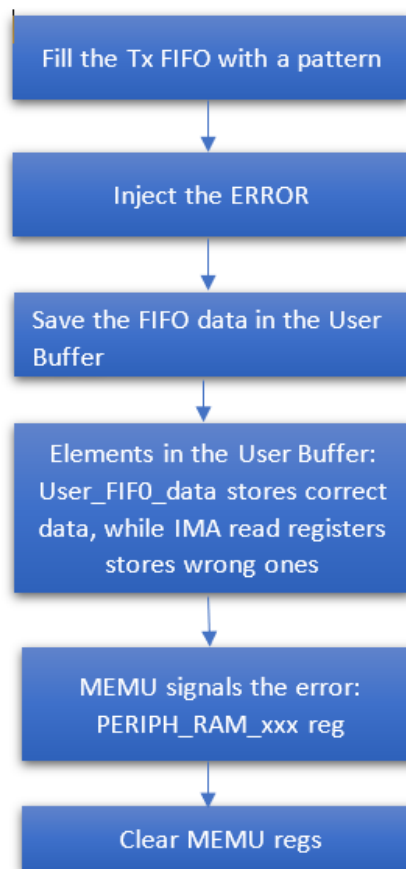 Fill the Tx FIFO with a pattern
Inject the ERROR
Save the FIFO data in the User
Buffer
Elements in the User Buffer:
User_FIF0_data stores correct
data, while IMA read registers
stores wrong ones
MEMU signals the error:
PERIPH_RAM_xxx reg
Clear MEMU regs